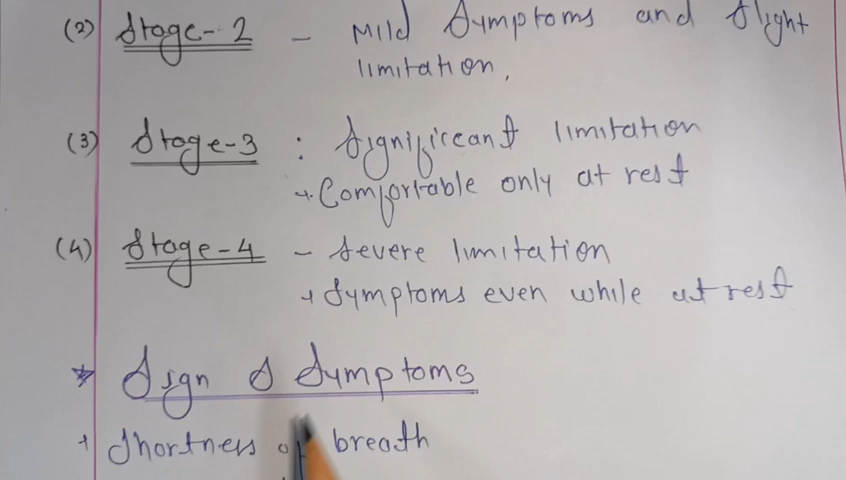 (2) Stage-2 - Mild Symptoms and Slight
limitation.
(3) Stage-3 : Significant limitation
+ Comfortable only at rest
(4) Stage-4 - Severe limitation
+ Symptoms even while at rest
* Sign & Symptoms
+ Shortness of breath